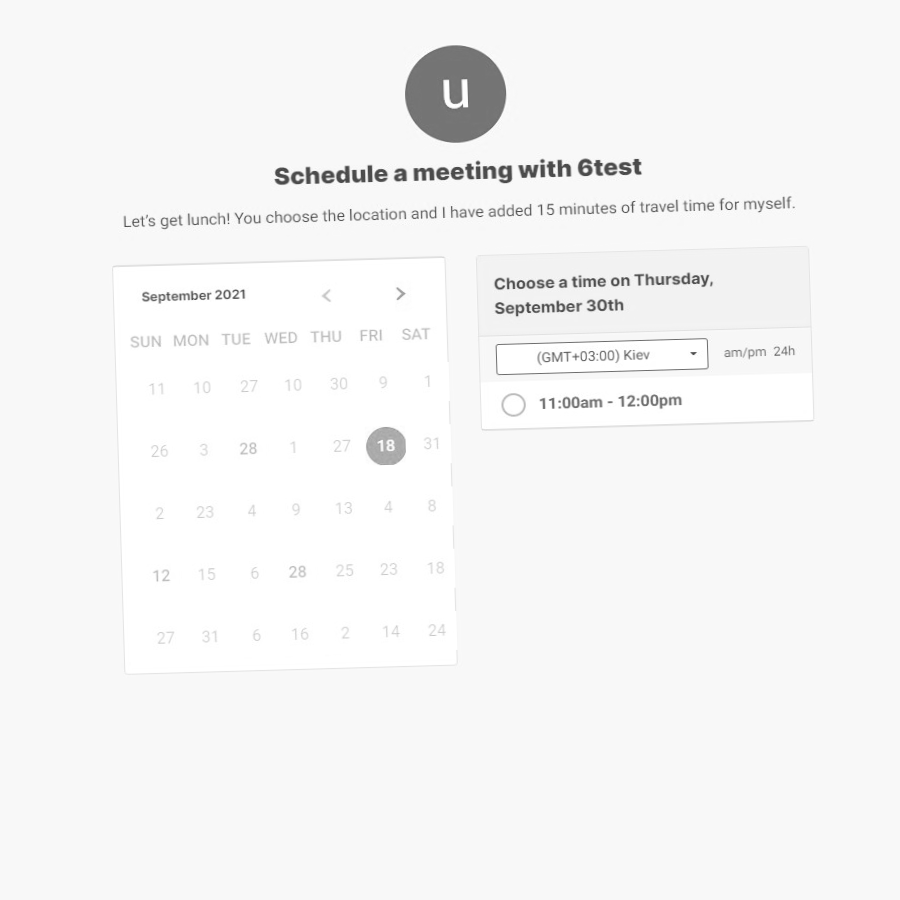 u
Schedule a meeting with 6test
Let's get lunch! You choose the location and I have added 15 minutes of travel time for myself.
September 2021
SUN MON TUE WED THU FRI SAT
11 10 27 10 30 9 1
26 3 28 1 27 18 31
2 23 4 9 13 4 8
12 15 6 28 25 23 18
27 31 6 16 2 14 24
Choose a time on Thursday,
September 30th
(GMT+03:00) Kiev am/pm 24h
11:00am - 12:00pm